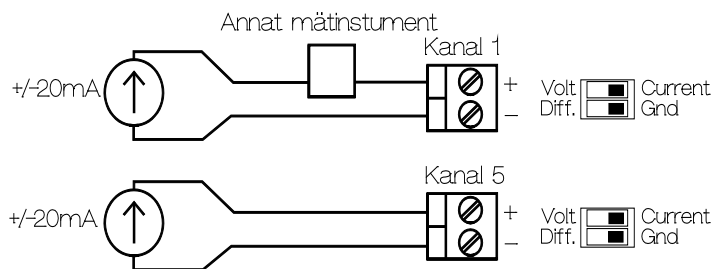 Annat mätinstument
Kanal 1
+/-20mA
+
−
Volt Current
Diff. Gnd
Kanal 5
+/-20mA
+
−
Volt Current
Diff. Gnd